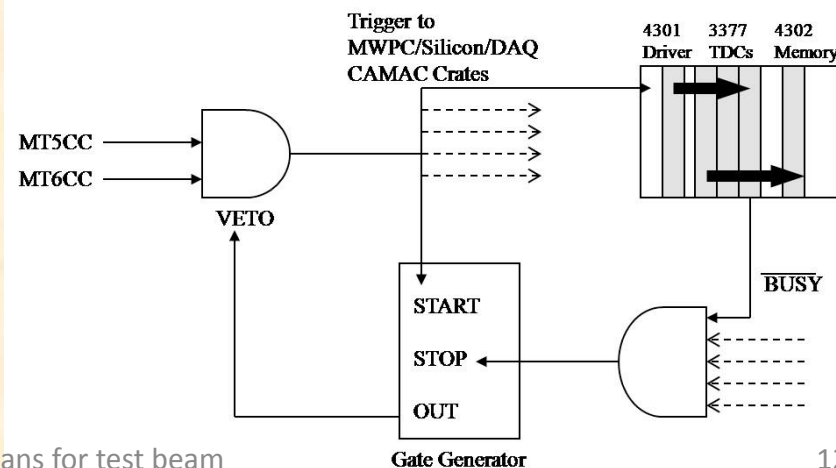 Trigger to
MWPC/Silicon/DAQ
CAMAC Crates
4301 3377 4302
Driver TDCs Memory
MT5CC
MT6CC
VETO
BUSY
START
STOP
OUT
Gate Generator
ans for test beam